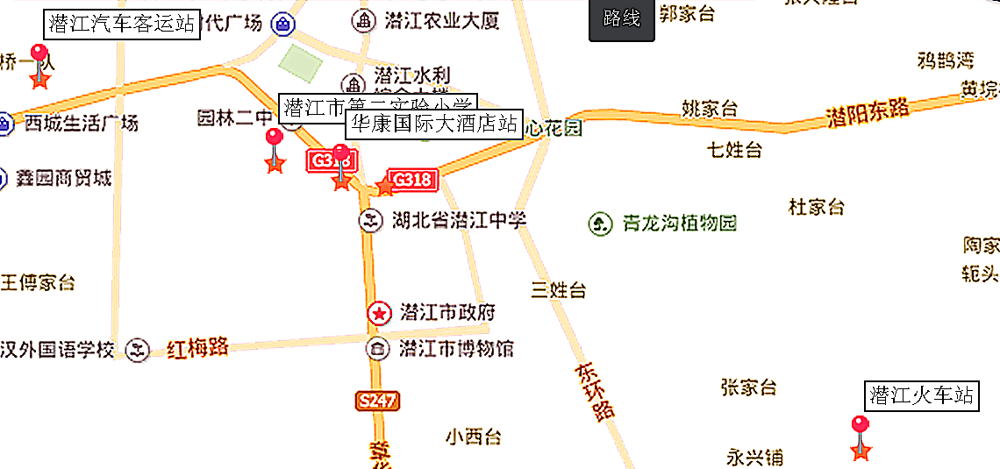 路线
郭家台
潜江汽车客运站
时代广场
潜江农业大厦
桥一队
鸦鹊湾
潜江水利
综合大楼
潜江市第二实验小学
园林二中
华康国际大酒店站
西城生活广场
心花园
姚家台
潜阳东路
七姓台
G318
G318
鑫园商贸城
湖北省潜江中学
青龙沟植物园
杜家台
陶家
轭头
王傅家台
三姓台
潜江市政府
汉外国语学校
红梅路
潜江市博物馆
东环路
张家台
潜江火车站
S247
小西台
永兴铺